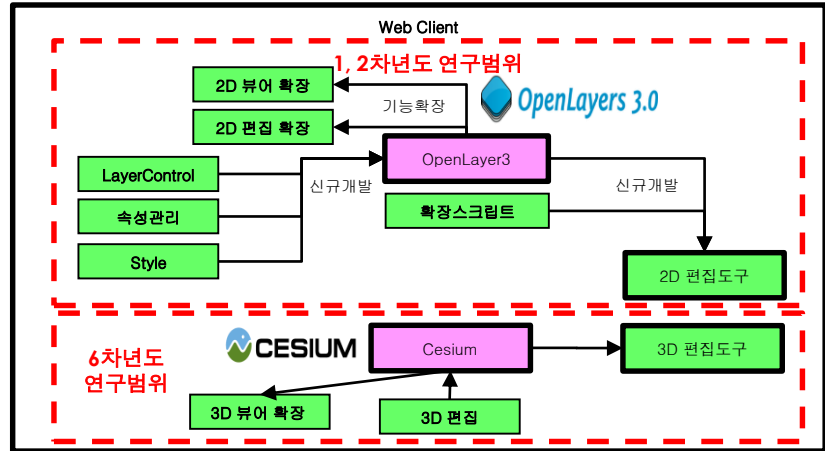 Web Client
1, 2차년도 연구범위
2D 뷰어 확장
기능확장
OpenLayers 3.0
2D 편집 확장
OpenLayer3
LayerControl
신규개발
신규개발
속성관리
확장스크립트
Style
2D 편집도구
6차년도
연구범위
CESIUM
Cesium
3D 편집도구
3D 뷰어 확장
3D 편집